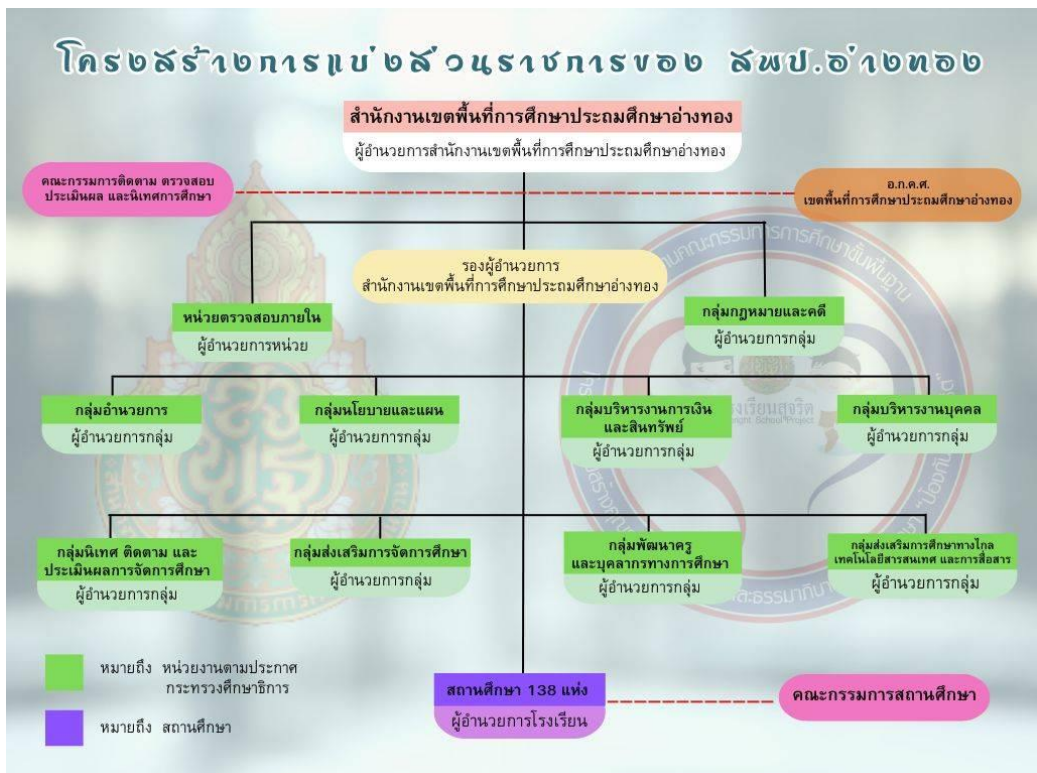 โครงสร้างการแบ่งส่วนราชการของ สพป.อ่างทอง
สำนักงานเขตพื้นที่การศึกษาประถมศึกษาอ่างทอง
ผู้อำนวยการสำนักงานเขตพื้นที่การศึกษาประถมศึกษาอ่างทอง
คณะกรรมการติดตาม ตรวจสอบ
ประเมินผล และนิเทศการศึกษา
อ.ก.ค.ศ.
เขตพื้นที่การศึกษาประถมศึกษาอ่างทอง
รองผู้อำนวยการ
สำนักงานเขตพื้นที่การศึกษาประถมศึกษาอ่างทอง
หน่วยตรวจสอบภายใน
ผู้อำนวยการหน่วย
กลุ่มกฎหมายและคดี
ผู้อำนวยการกลุ่ม
กลุ่มอำนวยการ
ผู้อำนวยการกลุ่ม
กลุ่มนโยบายและแผน
ผู้อำนวยการกลุ่ม
กลุ่มบริหารงานการเงิน
และสินทรัพย์
ผู้อำนวยการกลุ่ม
กลุ่มบริหารงานบุคคล
ผู้อำนวยการกลุ่ม
กลุ่มนิเทศ ติดตาม และ
ประเมินผลการจัดการศึกษา
ผู้อำนวยการกลุ่ม
กลุ่มส่งเสริมการจัดการศึกษา
ผู้อำนวยการกลุ่ม
กลุ่มพัฒนาครู
และบุคลากรทางการศึกษา
ผู้อำนวยการกลุ่ม
กลุ่มส่งเสริมการศึกษาทางไกล
เทคโนโลยีสารสนเทศ และการสื่อสาร
ผู้อำนวยการกลุ่ม
หมายถึง หน่วยงานตามประกาศ
กระทรวงศึกษาธิการ
หมายถึง สถานศึกษา
สถานศึกษา 138 แห่ง
ผู้อำนวยการโรงเรียน
คณะกรรมการสถานศึกษา